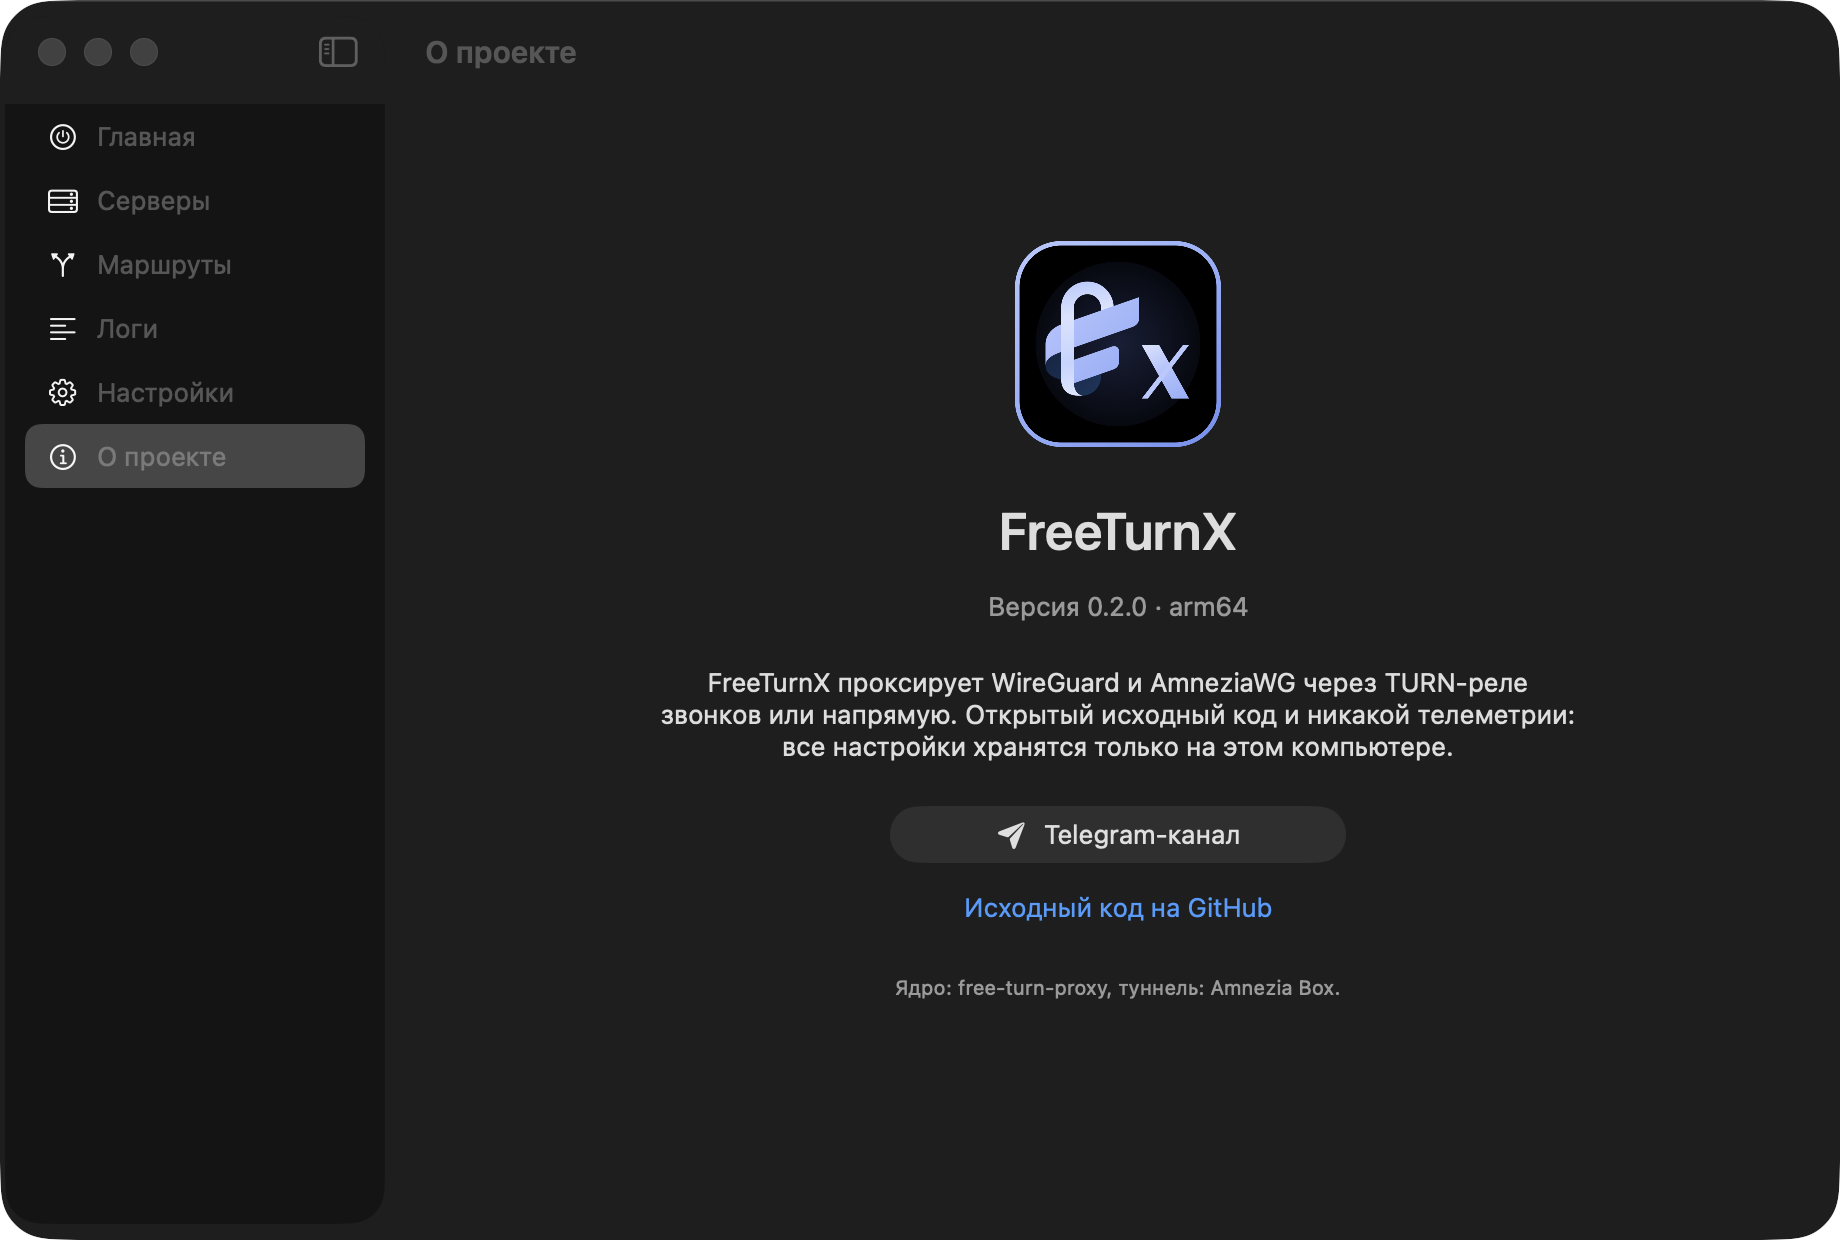 О проекте
Главная
Серверы
Маршруты
Логи
Настройки
О проекте
X
FreeTurnX
Версия 0.2.0 · arm64
FreeTurnX проксирует WireGuard и AmneziaWG через TURN-реле
звонков или напрямую. Открытый исходный код и никакой телеметрии:
все настройки хранятся только на этом компьютере.
Telegram-канал
Исходный код на GitHub
Ядро: free-turn-proxy, туннель: Amnezia Box.